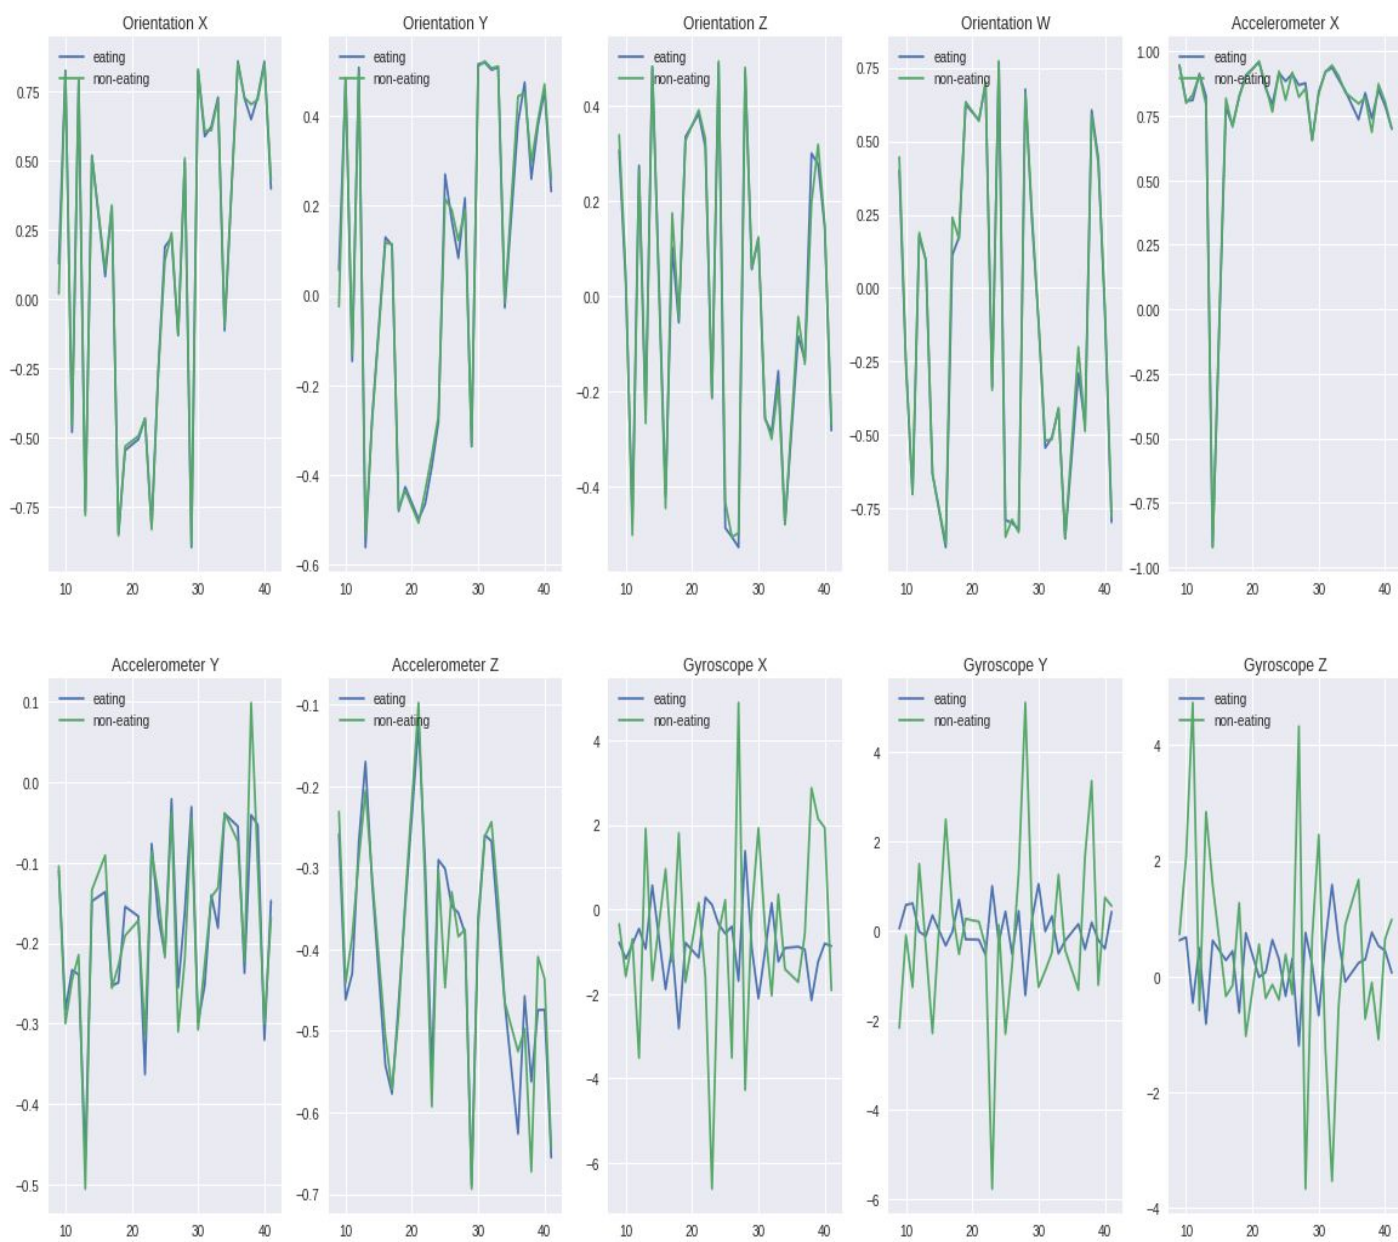 Orientation X
Orientation Y
Orientation Z
Orientation W
Accelerometer X
eating
non-eating
0.75
0.50
0.25
0.00
−0.25
−0.50
−0.75
10 20 30 40
eating
non-eating
0.4
0.2
0.0
−0.2
−0.4
−0.6
10 20 30 40
eating
non-eating
0.4
0.2
0.0
−0.2
−0.4
10 20 30 40
eating
non-eating
0.75
0.50
0.25
0.00
−0.25
−0.50
−0.75
10 20 30 40
eating
non-eating
1.00
0.75
0.50
0.25
0.00
−0.25
−0.50
−0.75
−1.00
10 20 30 40
Accelerometer Y
Accelerometer Z
Gyroscope X
Gyroscope Y
Gyroscope Z
eating
non-eating
0.1
0.0
−0.1
−0.2
−0.3
−0.4
−0.5
10 20 30 40
eating
non-eating
−0.1
−0.2
−0.3
−0.4
−0.5
−0.6
−0.7
10 20 30 40
eating
non-eating
4
2
0
−2
−4
−6
10 20 30 40
eating
non-eating
4
2
0
−2
−4
−6
10 20 30 40
eating
non-eating
4
2
0
−2
−4
10 20 30 40